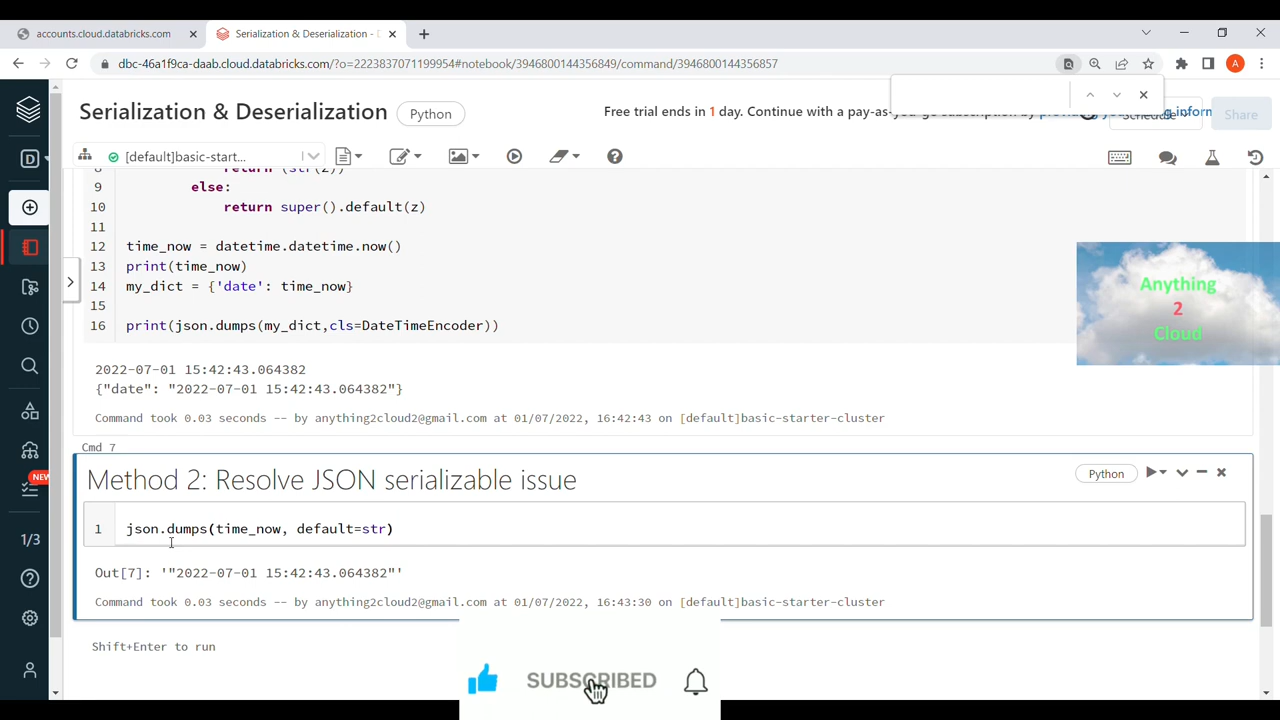 accounts.cloud.databricks.com
Serialization & Deserialization - D
dbc-46a1f9ca-daab.cloud.databricks.com/?o=2223837071199954#notebook/3946800144356849/command/3946800144356857
A
Serialization & Deserialization
Python
Free trial ends in 1 day. Continue with a pay-as-you-go subscription by
inform
Schedule
Share
D
[default]basic-start...
8 return (str(z))
9 else:
10 return super().default(z)
11
12 time_now = datetime.datetime.now()
13 print(time_now)
14 my_dict = {'date': time_now}
15
16 print(json.dumps(my_dict,cls=DateTimeEncoder))
Anything
2
Cloud
2022-07-01 15:42:43.064382
{"date": "2022-07-01 15:42:43.064382"}
Command took 0.03 seconds -- by anything2cloud2@gmail.com at 01/07/2022, 16:42:43 on [default]basic-starter-cluster
Cmd 7
Method 2: Resolve JSON serializable issue
Python
NEW
1 json.dumps(time_now, default=str)
1/3
Out[7]: '"2022-07-01 15:42:43.064382"'
Command took 0.03 seconds -- by anything2cloud2@gmail.com at 01/07/2022, 16:43:30 on [default]basic-starter-cluster
Shift+Enter to run
SUBSCRIBED